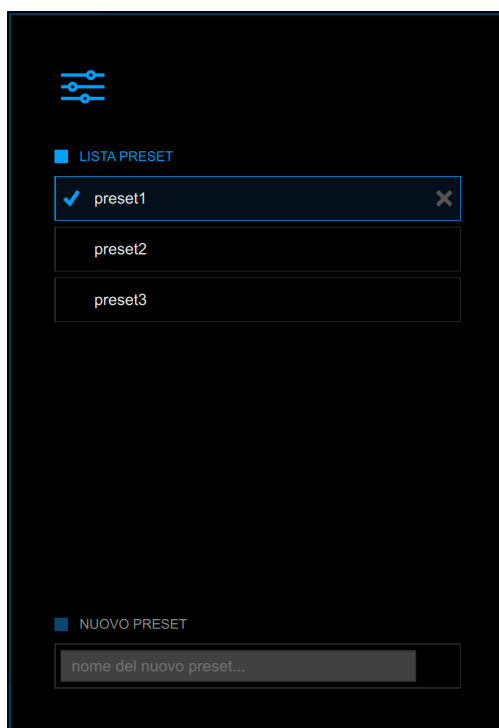 LISTA PRESET
preset1
preset2
preset3
NUOVO PRESET
nome del nuovo preset...